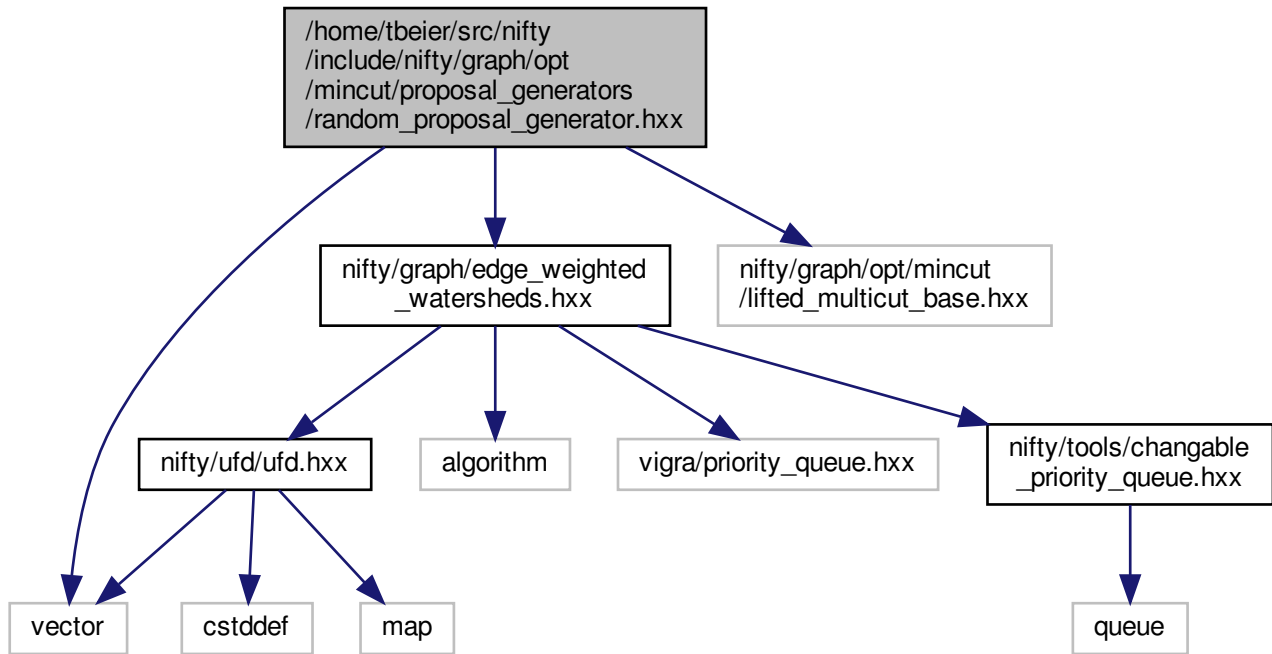 /home/tbeier/src/nifty
/include/nifty/graph/opt
/mincut/proposal_generators
/random_proposal_generator.hxx
nifty/graph/edge_weighted
_watersheds.hxx
nifty/graph/opt/mincut
/lifted_multicut_base.hxx
nifty/ufd/ufd.hxx
algorithm
vigra/priority_queue.hxx
nifty/tools/changable
_priority_queue.hxx
vector
cstddef
map
queue